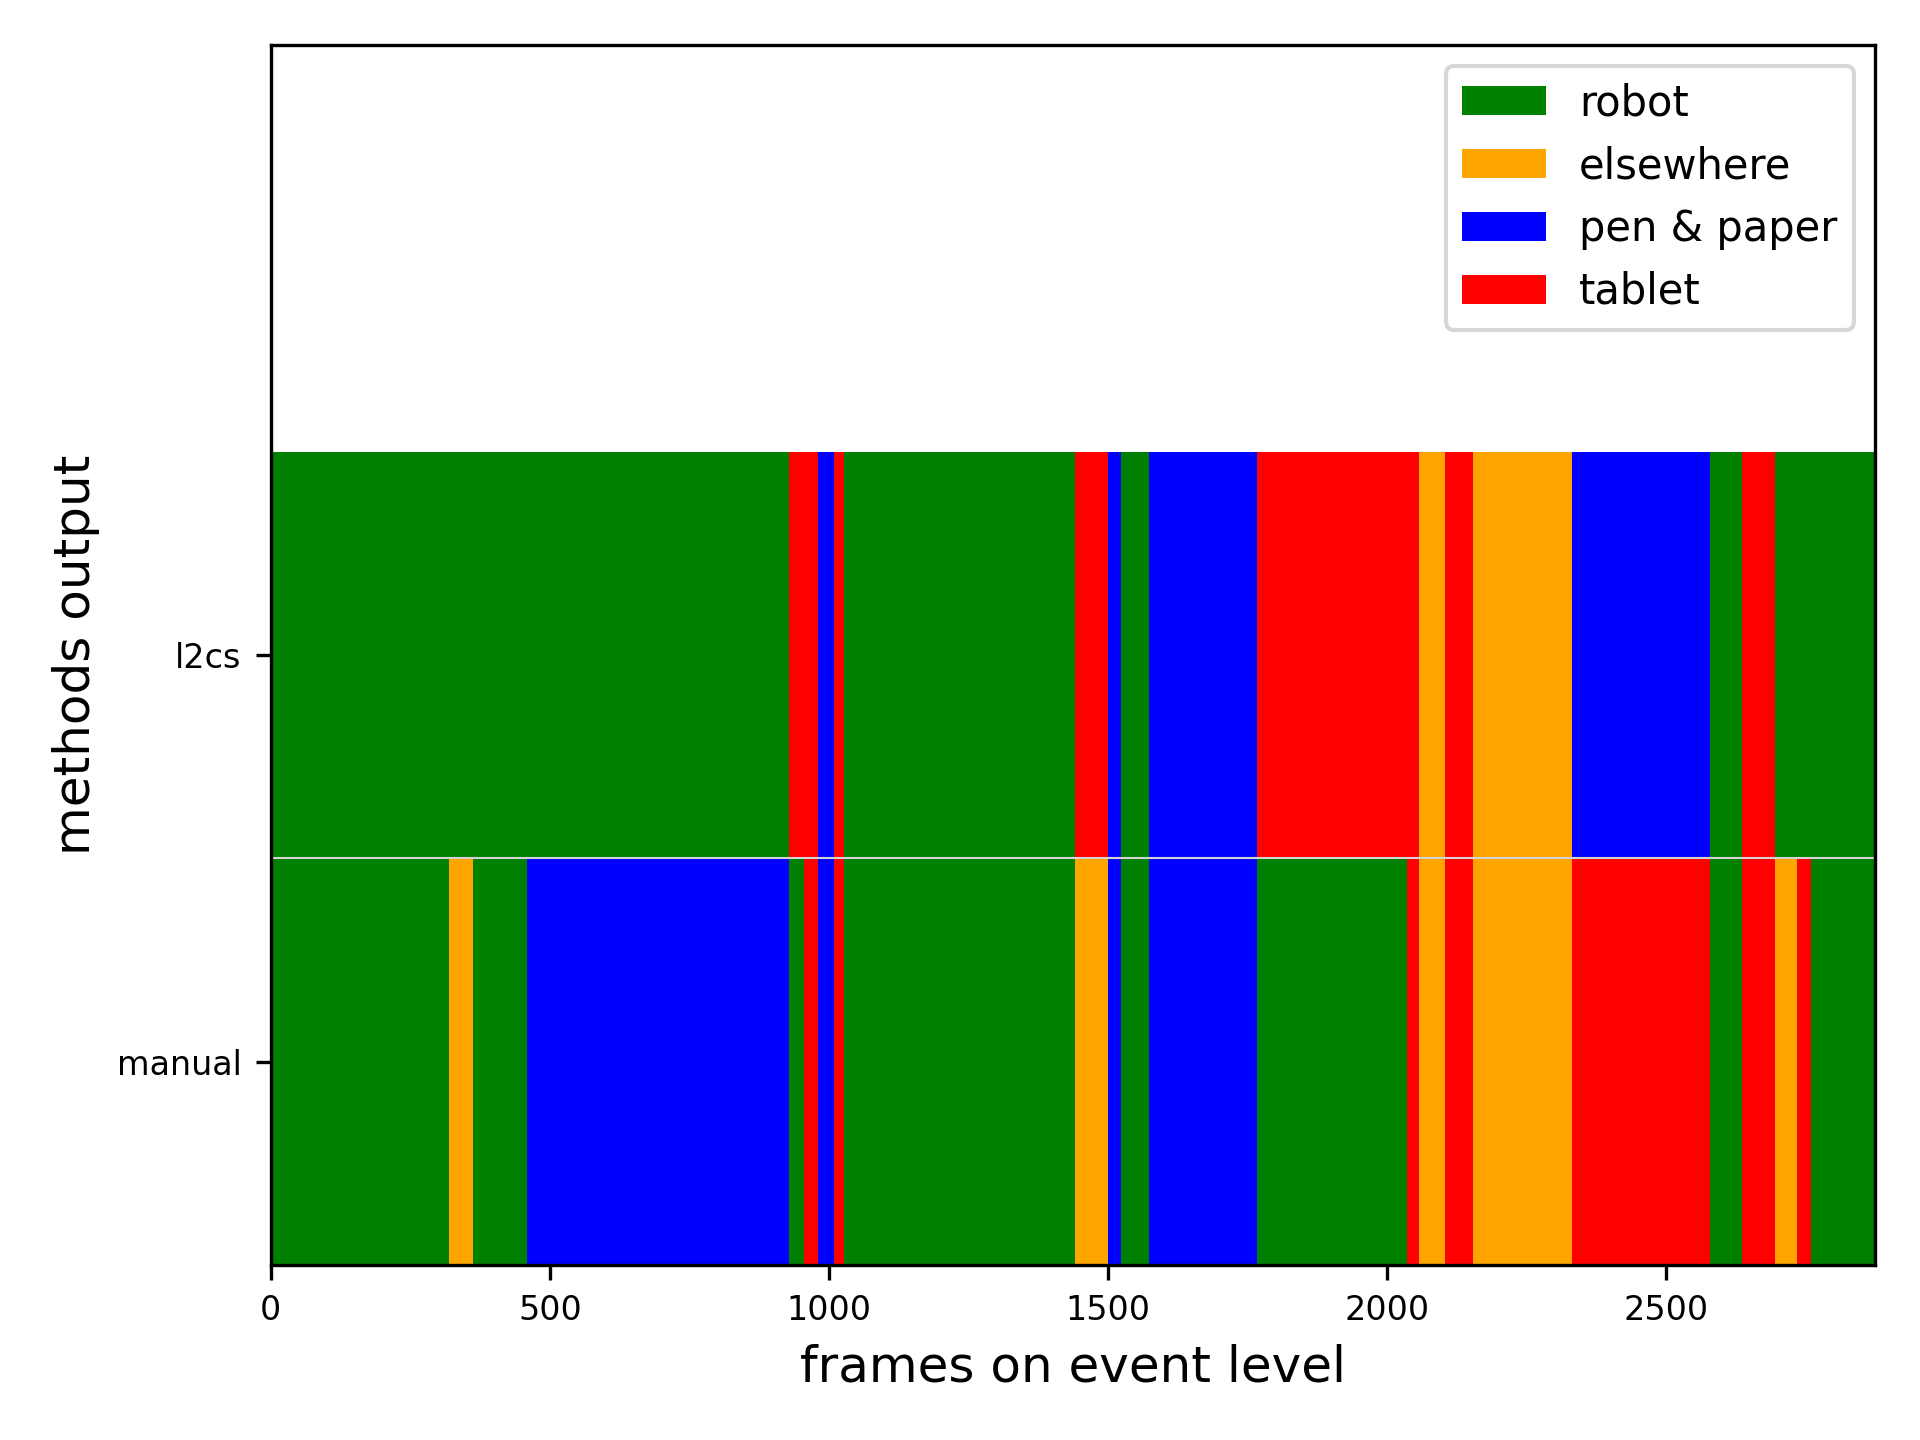 robot
elsewhere
pen & paper
tablet
methods output
l2cs
manual
0 500 1000 1500 2000 2500
frames on event level